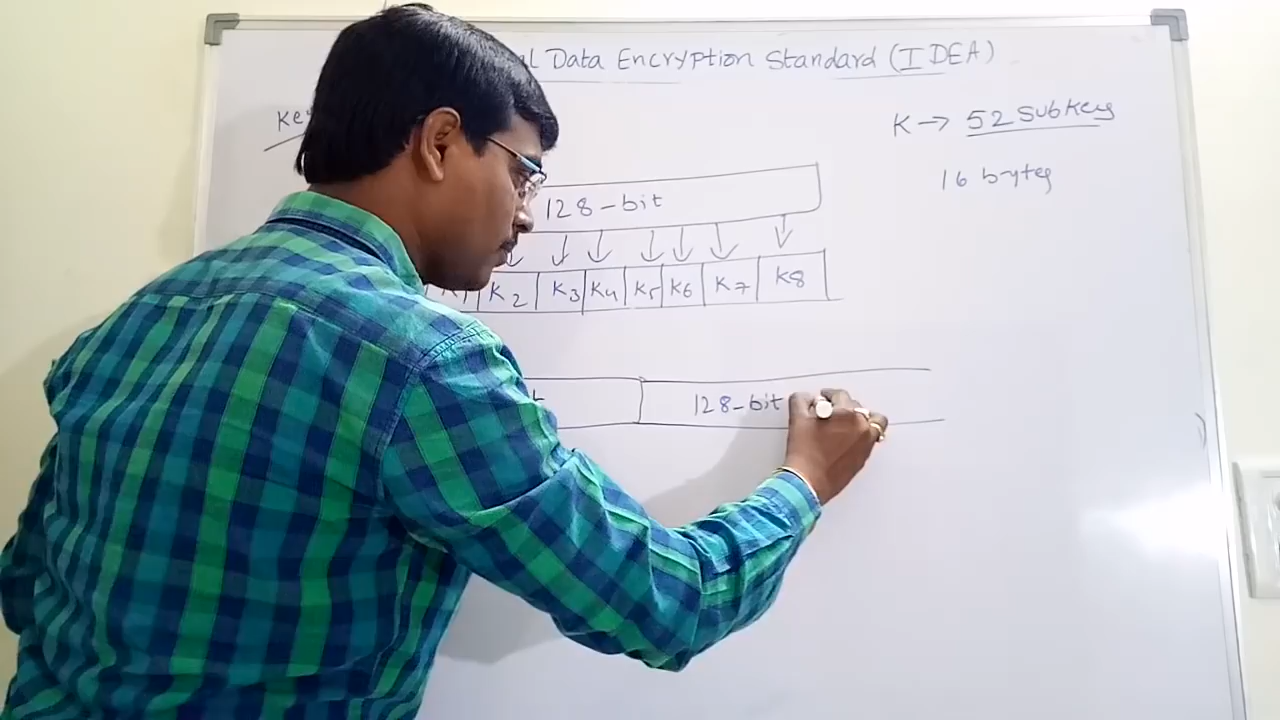 Data Encryption Standard (IDEA)
K → 52 Subkeys
16 bytes
128-bit
K1 K2 K3 K4 K5 K6 K7 K8
128-bit